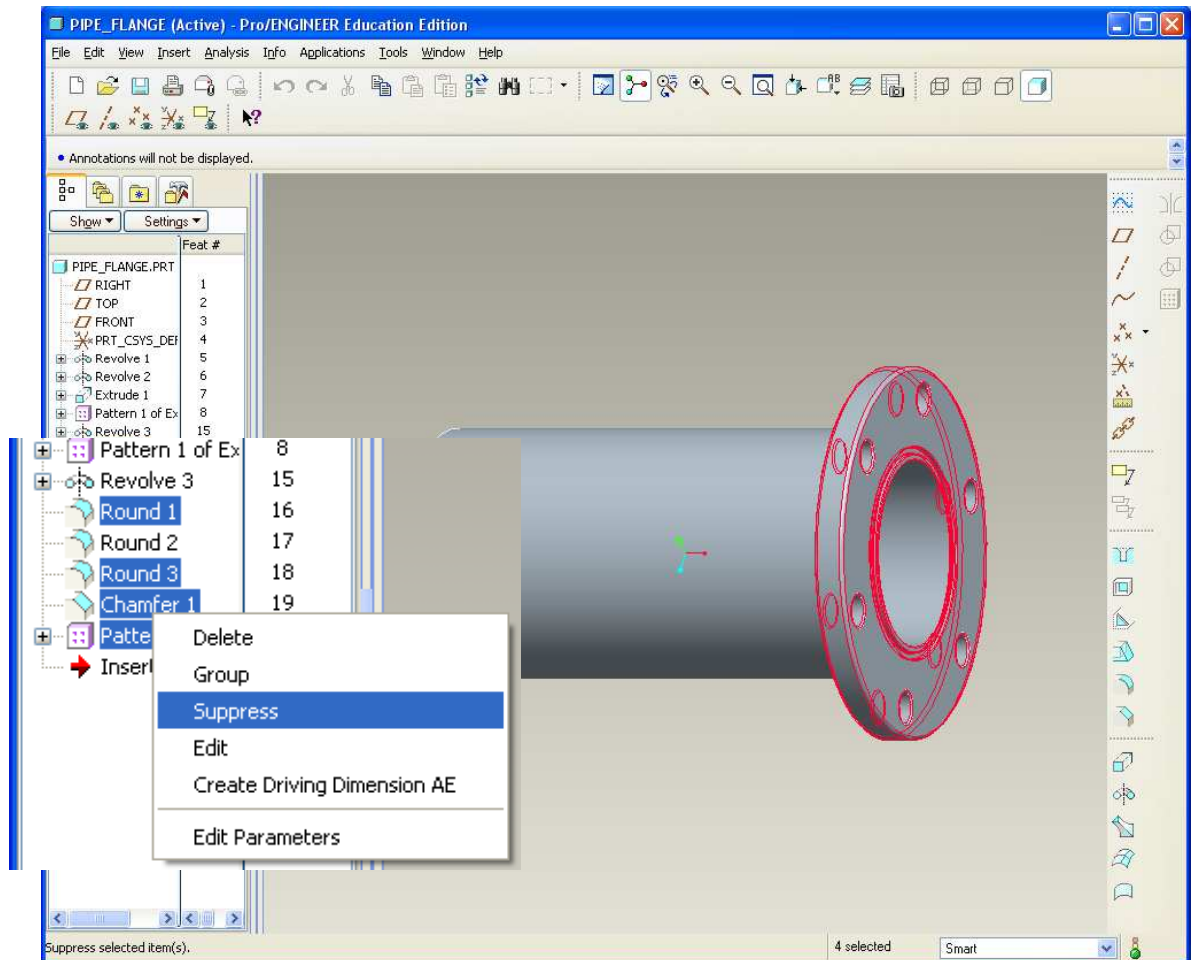 PIPE_FLANGE (Active) - Pro/ENGINEER Education Edition
File Edit View Insert Analysis Info Applications Tools Window Help
• Annotations will not be displayed.
Show Settings
Feat #
PIPE_FLANGE.PRT
RIGHT 1
TOP 2
FRONT 3
PRT_CSYS_DEF 4
Revolve 1 5
Revolve 2 6
Extrude 1 7
Pattern 1 of Ex 8
Revolve 3 15
Pattern 1 of Ex 8
Revolve 3 15
Round 1 16
Round 2 17
Round 3 18
Chamfer 1 19
Patte
Insert
Delete
Group
Suppress
Edit
Create Driving Dimension AE
Edit Parameters
Suppress selected item(s).
4 selected
Smart